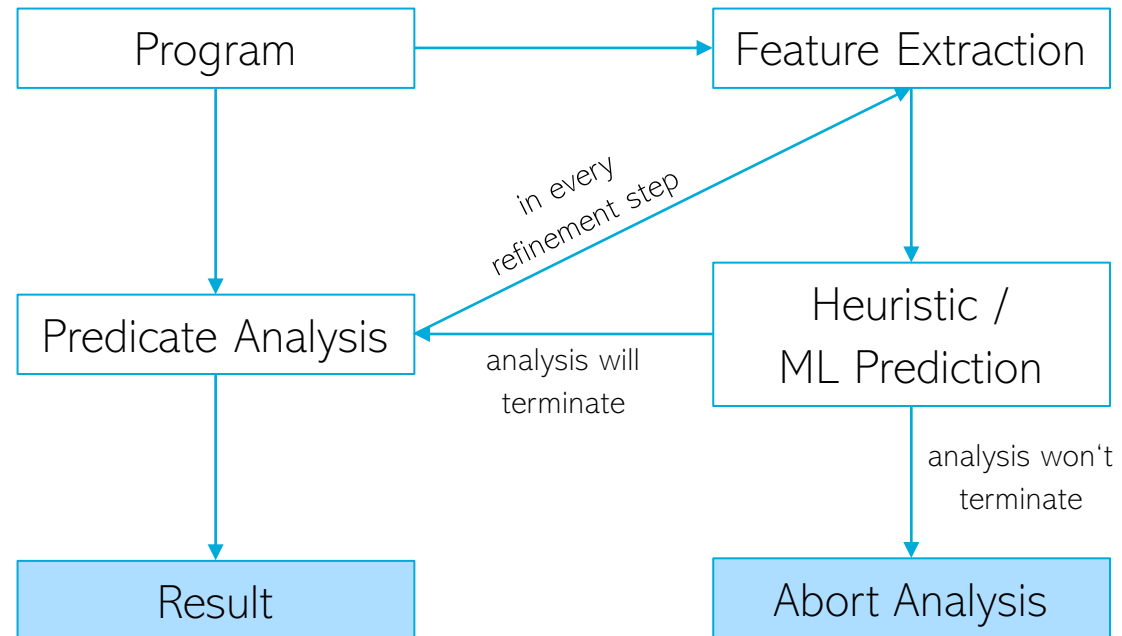 Program
Feature Extraction
in every
refinement step
Predicate Analysis
analysis will
terminate
Heuristic /
ML Prediction
analysis won‘t
terminate
Result
Abort Analysis